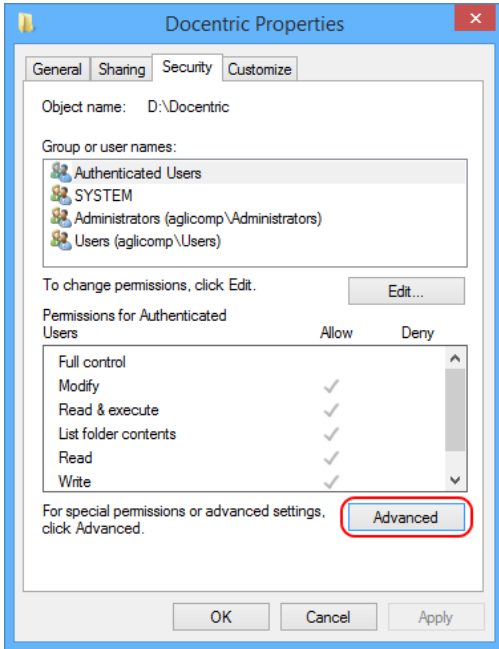 Docentric Properties
General Sharing Security Customize
Object name: D:\Docentric
Group or user names:
Authenticated Users
SYSTEM
Administrators (aglicomp\Administrators)
Users (aglicomp\Users)
To change permissions, click Edit.
Edit...
Permissions for Authenticated
Users Allow Deny
Full control
Modify
Read & execute
List folder contents
Read
Write
For special permissions or advanced settings,
click Advanced.
Advanced
OK Cancel Apply